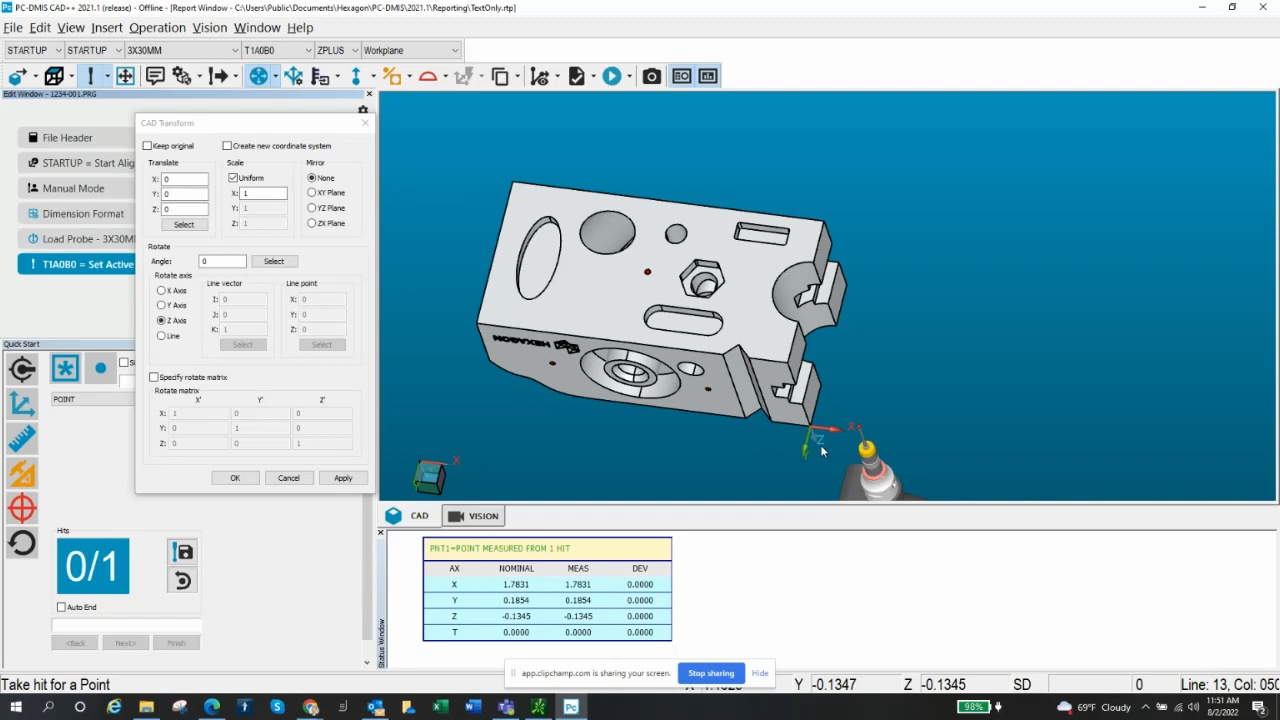 PC-DMIS CAD++ 2021.1 (release) - Offline - [Report Window - C:\Users\Public\Documents\Hexagon\PC-DMIS\2021.1\Reporting\TextOnly.rtp]
File Edit View Insert Operation Vision Window Help
STARTUP STARTUP 3X30MM T1A0B0 ZPLUS Workplane
Edit Window - 1234-001.PRG
File Header
STARTUP = Start Alig
Manual Mode
Dimension Format
Load Probe - 3X30M
T1A0B0 = Set Active
CAD Transform
Keep original Create new coordinate system
Translate Scale Mirror
X: 0 Uniform None
Y: 0 X: 1 XY Plane
Z: 0 Y: 1 YZ Plane
Select Z: 1 ZX Plane
Rotate
Angle: 0 Select
Rotate axis Line vector Line point
X Axis I: 0 X: 0
Y Axis J: 0 Y: 0
Z Axis K: 1 Z: 0
Line Select Select
Specify rotate matrix
Rotate matrix
X' Y' Z'
X: 1 0 0
Y: 0 1 0
Z: 0 0 1
OK Cancel Apply
HEXAGON
X
Z
X
Quick Start
POINT
Hits
0/1
Auto End
<Back Next> Finish
CAD VISION
Status Window
PNT1=POINT MEASURED FROM 1 HIT
AX NOMINAL MEAS DEV
X 1.7831 1.7831 0.0000
Y 0.1854 0.1854 0.0000
Z -0.1345 -0.1345 0.0000
T 0.0000 0.0000 0.0000
app.clipchamp.com is sharing your screen. Stop sharing Hide
Take hit for a Point Y -0.1347 Z -0.1345 SD 0 Line: 13, Col: 050
98% 69°F Cloudy 11:51 AM
8/2/2022